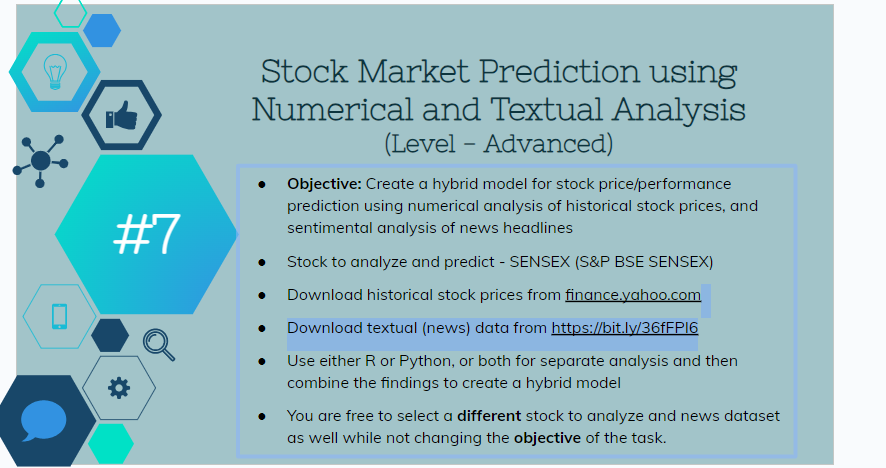 Stock Market Prediction using
Numerical and Textual Analysis
(Level – Advanced)
#7
● Objective: Create a hybrid model for stock price/performance
prediction using numerical analysis of historical stock prices, and
sentimental analysis of news headlines
● Stock to analyze and predict - SENSEX (S&P BSE SENSEX)
● Download historical stock prices from finance.yahoo.com
● Download textual (news) data from https://bit.ly/36fFPI6
● Use either R or Python, or both for separate analysis and then
combine the findings to create a hybrid model
● You are free to select a different stock to analyze and news dataset
as well while not changing the objective of the task.